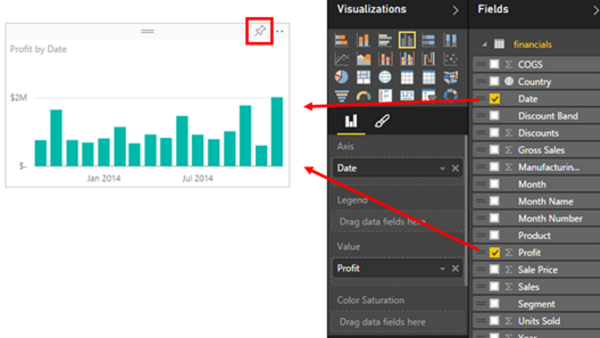 Profit by Date
$2M
$-
Jan 2014
Jul 2014
Visualizations
Axis
Date
Legend
Drag data fields here
Value
Profit
Color Saturation
Drag data fields here
Fields
financials
COGS
Country
Date
Discount Band
Discounts
Gross Sales
Manufacturin...
Month
Month Name
Month Number
Product
Profit
Sale Price
Sales
Segment
Units Sold
Year